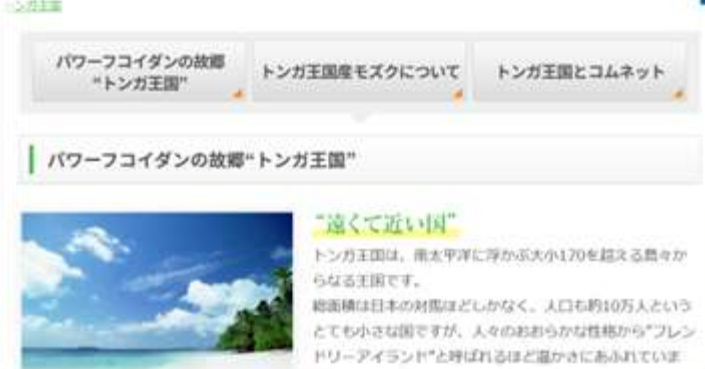 トンガ王国
パワーフコイダンの故郷
“トンガ王国”
トンガ王国産モズクについて
トンガ王国とコムネット
パワーフコイダンの故郷“トンガ王国”
“遠くて近い国”
トンガ王国は、南太平洋に浮かぶ大小170を超える島々か
らなる王国です。
総面積は日本の対馬ほどしかなく、人口も約10万人という
とても小さな国ですが、人々のおおらかな性格から“フレン
ドリーアイランド”と呼ばれるほど温かさにあふれていま